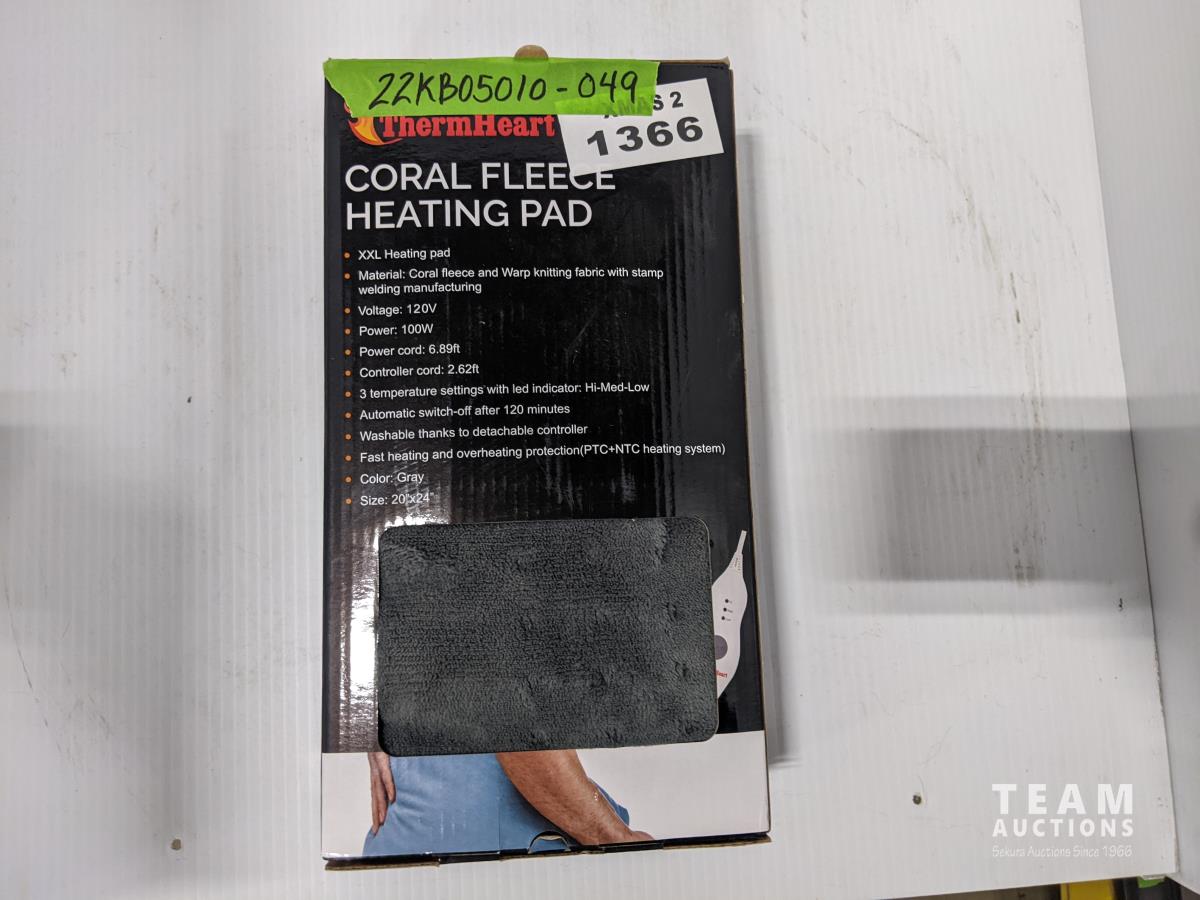 22KB05010-049
XMAS 2
1366
ThermHeart
CORAL FLEECE
HEATING PAD
XXL Heating pad
Material: Coral fleece and Warp knitting fabric with stamp
welding manufacturing
Voltage: 120V
Power: 100W
Power cord: 6.89ft
Controller cord: 2.62ft
3 temperature settings with led indicator: Hi-Med-Low
Automatic switch-off after 120 minutes
Washable thanks to detachable controller
Fast heating and overheating protection(PTC+NTC heating system)
Color: Gray
Size: 20"x24"
TEAM
AUCTIONS
Sekura Auctions Since 1966